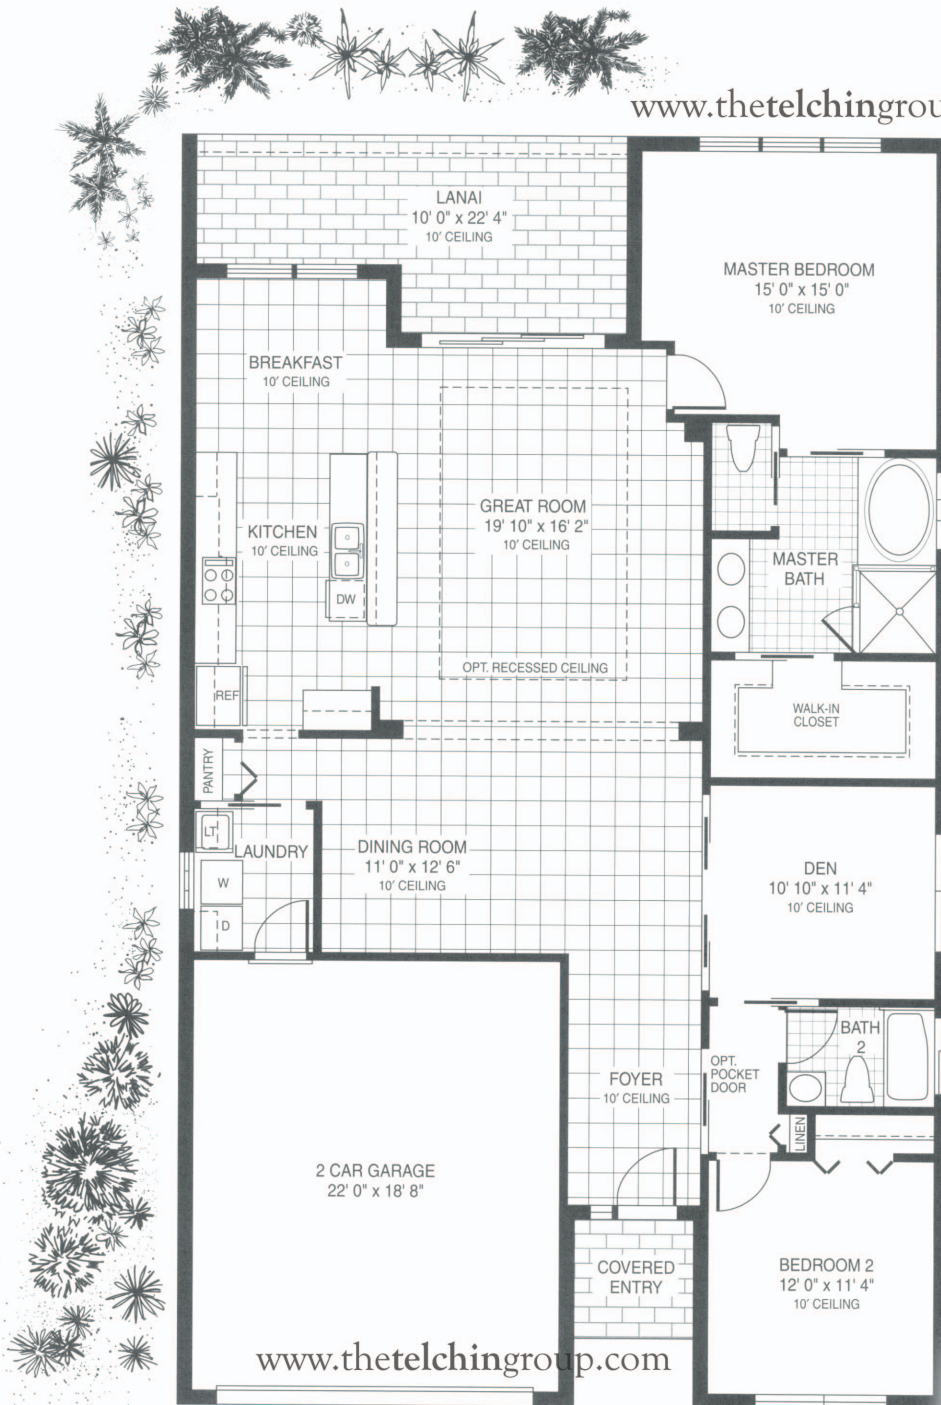 www.thetelchingrou
LANAI
10' 0" x 22' 4"
10' CEILING
MASTER BEDROOM
15' 0" x 15' 0"
10' CEILING
BREAKFAST
10' CEILING
KITCHEN
10' CEILING
GREAT ROOM
19' 10" x 16' 2"
10' CEILING
MASTER
BATH
DW
OPT. RECESSED CEILING
REF
WALK-IN
CLOSET
PANTRY
LT
LAUNDRY
W
D
DINING ROOM
11' 0" x 12' 6"
10' CEILING
DEN
10' 10" x 11' 4"
10' CEILING
BATH
2
OPT.
POCKET
DOOR
FOYER
10' CEILING
LINEN
2 CAR GARAGE
22' 0" x 18' 8"
COVERED
ENTRY
BEDROOM 2
12' 0" x 11' 4"
10' CEILING
www.thetelchingroup.com